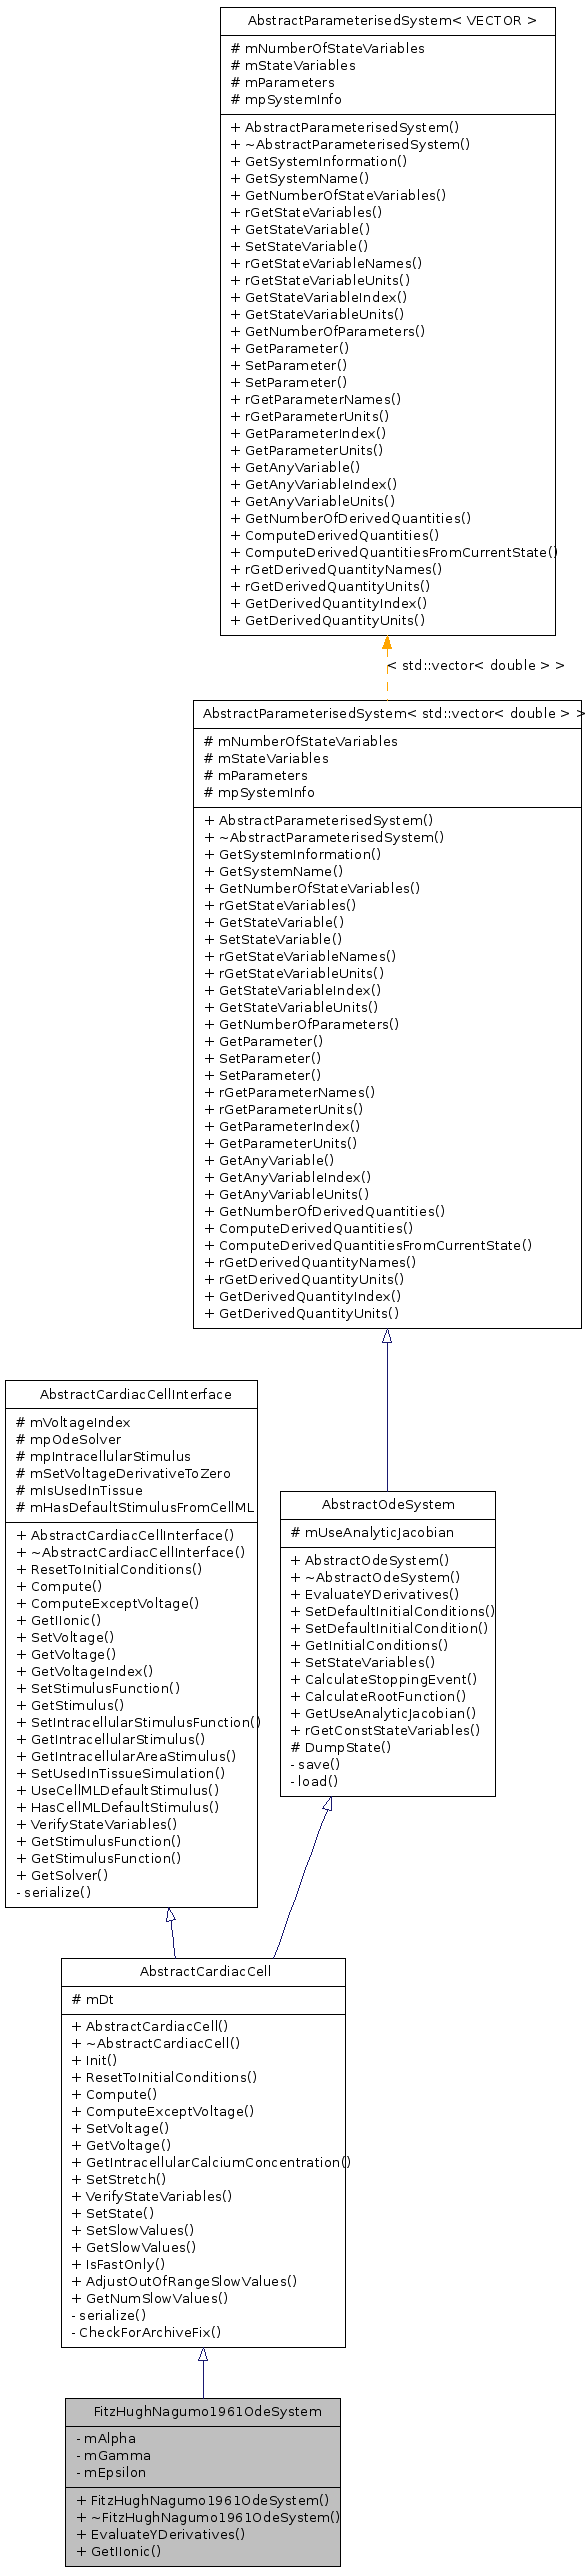 AbstractParameterisedSystem< VECTOR >
# mNumberOfStateVariables
# mStateVariables
# mParameters
# mpSystemInfo
+ AbstractParameterisedSystem()
+ ~AbstractParameterisedSystem()
+ GetSystemInformation()
+ GetSystemName()
+ GetNumberOfStateVariables()
+ rGetStateVariables()
+ GetStateVariable()
+ SetStateVariable()
+ rGetStateVariableNames()
+ rGetStateVariableUnits()
+ GetStateVariableIndex()
+ GetStateVariableUnits()
+ GetNumberOfParameters()
+ GetParameter()
+ SetParameter()
+ SetParameter()
+ rGetParameterNames()
+ rGetParameterUnits()
+ GetParameterIndex()
+ GetParameterUnits()
+ GetAnyVariable()
+ GetAnyVariableIndex()
+ GetAnyVariableUnits()
+ GetNumberOfDerivedQuantities()
+ ComputeDerivedQuantities()
+ ComputeDerivedQuantitiesFromCurrentState()
+ rGetDerivedQuantityNames()
+ rGetDerivedQuantityUnits()
+ GetDerivedQuantityIndex()
+ GetDerivedQuantityUnits()
< std::vector< double > >
AbstractParameterisedSystem< std::vector< double > >
# mNumberOfStateVariables
# mStateVariables
# mParameters
# mpSystemInfo
+ AbstractParameterisedSystem()
+ ~AbstractParameterisedSystem()
+ GetSystemInformation()
+ GetSystemName()
+ GetNumberOfStateVariables()
+ rGetStateVariables()
+ GetStateVariable()
+ SetStateVariable()
+ rGetStateVariableNames()
+ rGetStateVariableUnits()
+ GetStateVariableIndex()
+ GetStateVariableUnits()
+ GetNumberOfParameters()
+ GetParameter()
+ SetParameter()
+ SetParameter()
+ rGetParameterNames()
+ rGetParameterUnits()
+ GetParameterIndex()
+ GetParameterUnits()
+ GetAnyVariable()
+ GetAnyVariableIndex()
+ GetAnyVariableUnits()
+ GetNumberOfDerivedQuantities()
+ ComputeDerivedQuantities()
+ ComputeDerivedQuantitiesFromCurrentState()
+ rGetDerivedQuantityNames()
+ rGetDerivedQuantityUnits()
+ GetDerivedQuantityIndex()
+ GetDerivedQuantityUnits()
AbstractCardiacCellInterface
# mVoltageIndex
# mpOdeSolver
# mpIntracellularStimulus
# mSetVoltageDerivativeToZero
# mIsUsedInTissue
# mHasDefaultStimulusFromCellML
+ AbstractCardiacCellInterface()
+ ~AbstractCardiacCellInterface()
+ ResetToInitialConditions()
+ Compute()
+ ComputeExceptVoltage()
+ GetIIonic()
+ SetVoltage()
+ GetVoltage()
+ GetVoltageIndex()
+ SetStimulusFunction()
+ GetStimulus()
+ SetIntracellularStimulusFunction()
+ GetIntracellularStimulus()
+ GetIntracellularAreaStimulus()
+ SetUsedInTissueSimulation()
+ UseCellMLDefaultStimulus()
+ HasCellMLDefaultStimulus()
+ VerifyStateVariables()
+ GetStimulusFunction()
+ GetStimulusFunction()
+ GetSolver()
- serialize()
AbstractOdeSystem
# mUseAnalyticJacobian
+ AbstractOdeSystem()
+ ~AbstractOdeSystem()
+ EvaluateYDerivatives()
+ SetDefaultInitialConditions()
+ SetDefaultInitialCondition()
+ GetInitialConditions()
+ SetStateVariables()
+ CalculateStoppingEvent()
+ CalculateRootFunction()
+ GetUseAnalyticJacobian()
+ rGetConstStateVariables()
# DumpState()
- save()
- load()
AbstractCardiacCell
# mDt
+ AbstractCardiacCell()
+ ~AbstractCardiacCell()
+ Init()
+ ResetToInitialConditions()
+ Compute()
+ ComputeExceptVoltage()
+ SetVoltage()
+ GetVoltage()
+ GetIntracellularCalciumConcentration()
+ SetStretch()
+ VerifyStateVariables()
+ SetState()
+ SetSlowValues()
+ GetSlowValues()
+ IsFastOnly()
+ AdjustOutOfRangeSlowValues()
+ GetNumSlowValues()
- serialize()
- CheckForArchiveFix()
FitzHughNagumo1961OdeSystem
- mAlpha
- mGamma
- mEpsilon
+ FitzHughNagumo1961OdeSystem()
+ ~FitzHughNagumo1961OdeSystem()
+ EvaluateYDerivatives()
+ GetIIonic()